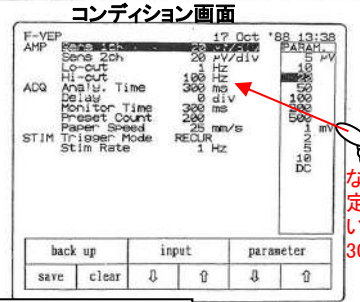 コンディション画面
F-VEP 17 Oct '88 13:38
AMP Sens 1ch 20 μV/div PARAM.
Sens 2ch 20 μV/div 5 μV
Lo-cut 1 Hz 10
Hi-cut 100 Hz 20
ADQ Analy. Time 300 ms 50
Delay 0 div 100
Monitor Time 300 ms 200
Preset Count 200 500
Paper Speed 25 mm/s 1 mV
STIM Trigger Mode RECUR 2
Stim Rate 1 Hz 5
10
DC
な
定
い
30
back up input parameter
save clear ⇩ ⇧ ⇩ ⇧